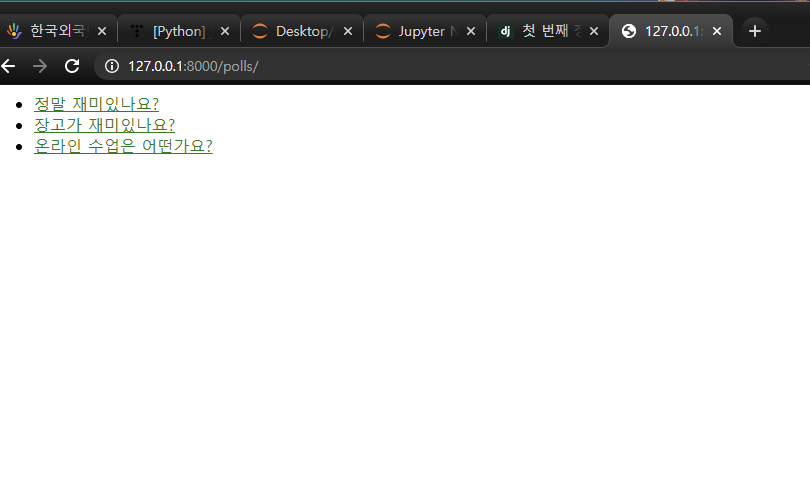 한국외국 [Python] Desktop/ Jupyter 첫 번째 127.0.0.1:
127.0.0.1:8000/polls/
정말 재미있나요?
장고가 재미있나요?
온라인 수업은 어떤가요?